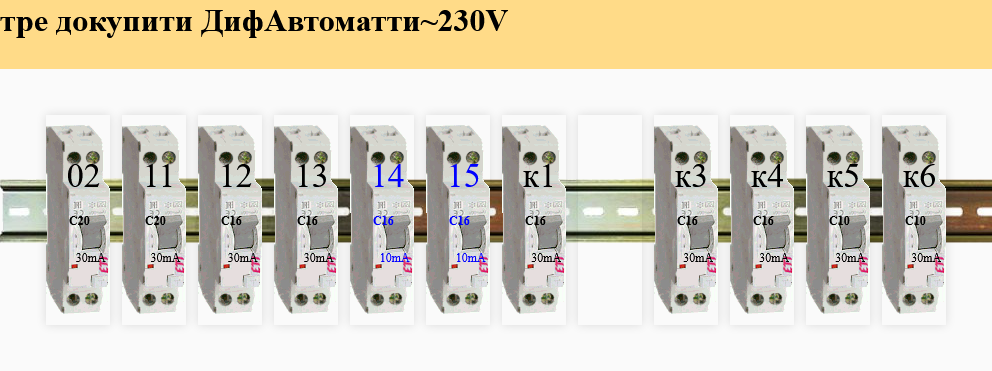 тре докупити ДифАвтоматти~230V
02 11 12 13 14 15 к1 к3 к4 к5 к6
C20 C20 C16 C16 C16 C16 C16 C16 C16 C10 C10
30mA 30mA 30mA 30mA 10mA 10mA 30mA 30mA 30mA 30mA 30mA